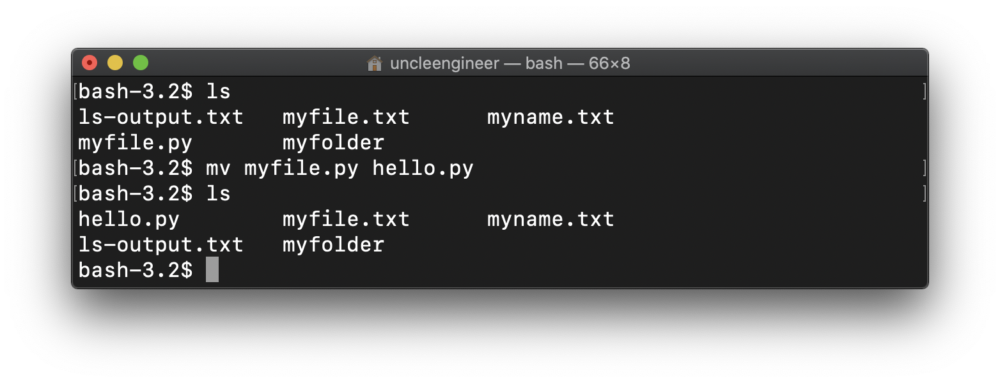 uncleengineer — bash — 66×8
bash-3.2$ ls
ls-output.txt   myfile.txt      myname.txt
myfile.py       myfolder
bash-3.2$ mv myfile.py hello.py
bash-3.2$ ls
hello.py        myfile.txt      myname.txt
ls-output.txt   myfolder
bash-3.2$